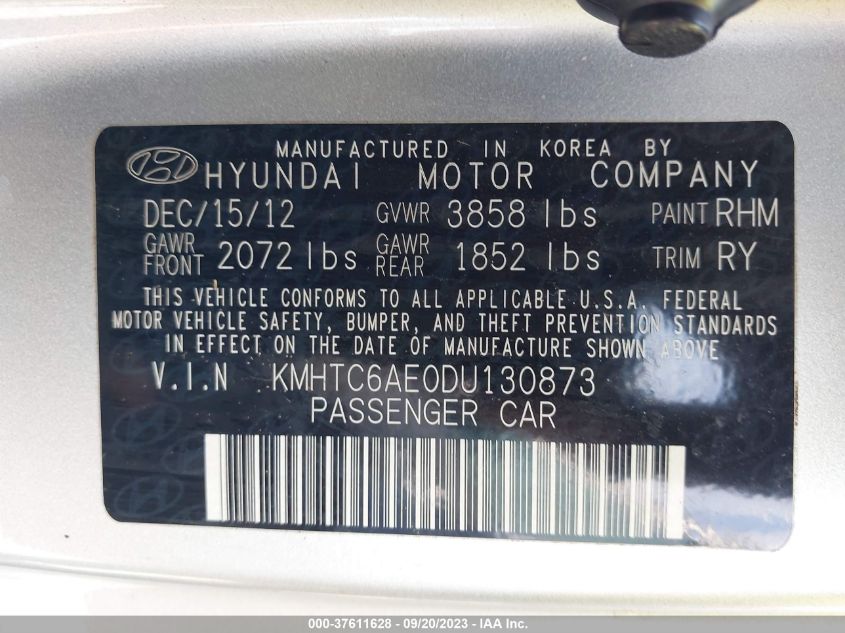 MANUFACTURED IN KOREA BY
HYUNDAI MOTOR COMPANY
DEC/15/12 GVWR 3858 lbs PAINT RHM
GAWR FRONT 2072 lbs GAWR REAR 1852 lbs TRIM RY
THIS VEHICLE CONFORMS TO ALL APPLICABLE U.S.A. FEDERAL
MOTOR VEHICLE SAFETY, BUMPER, AND THEFT PREVENTION STANDARDS
IN EFFECT ON THE DATE OF MANUFACTURE SHOWN ABOVE
V.I.N KMHTC6AE0DU130873
PASSENGER CAR
000-37611628 - 09/20/2023 - IAA Inc.